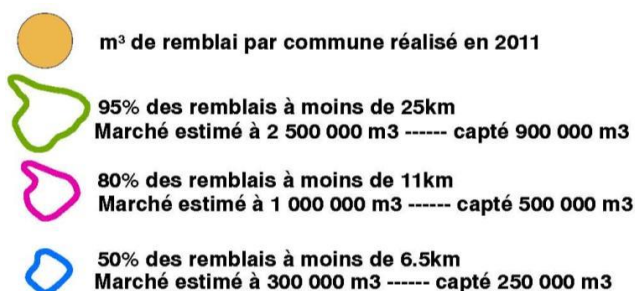 m³ de remblai par commune réalisé en 2011
95% des remblais à moins de 25km
Marché estimé à 2 500 000 m3 ------ capté 900 000 m3
80% des remblais à moins de 11km
Marché estimé à 1 000 000 m3 ------ capté 500 000 m3
50% des remblais à moins de 6.5km
Marché estimé à 300 000 m3 ------ capté 250 000 m3